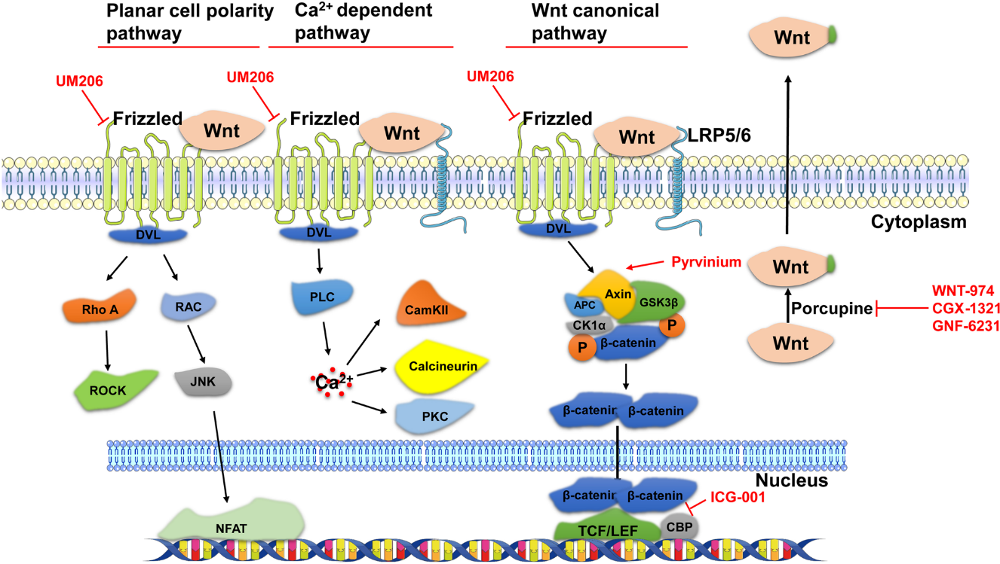 Planar cell polarity
pathway
Ca²⁺ dependent
pathway
Wnt canonical
pathway
Wnt
UM206
UM206
UM206
Frizzled
Wnt
Frizzled
Wnt
Frizzled
Wnt
LRP5/6
Cytoplasm
DVL
DVL
DVL
Pyrvinium
Wnt
Rho A
RAC
PLC
CamKII
Axin
APC
GSK3β
CK1α
P
P
β-catenin
Porcupine
WNT-974
CGX-1321
GNF-6231
Wnt
ROCK
JNK
Ca²⁺
Calcineurin
PKC
β-catenin
β-catenin
Nucleus
β-catenin
β-catenin
ICG-001
NFAT
TCF/LEF
CBP